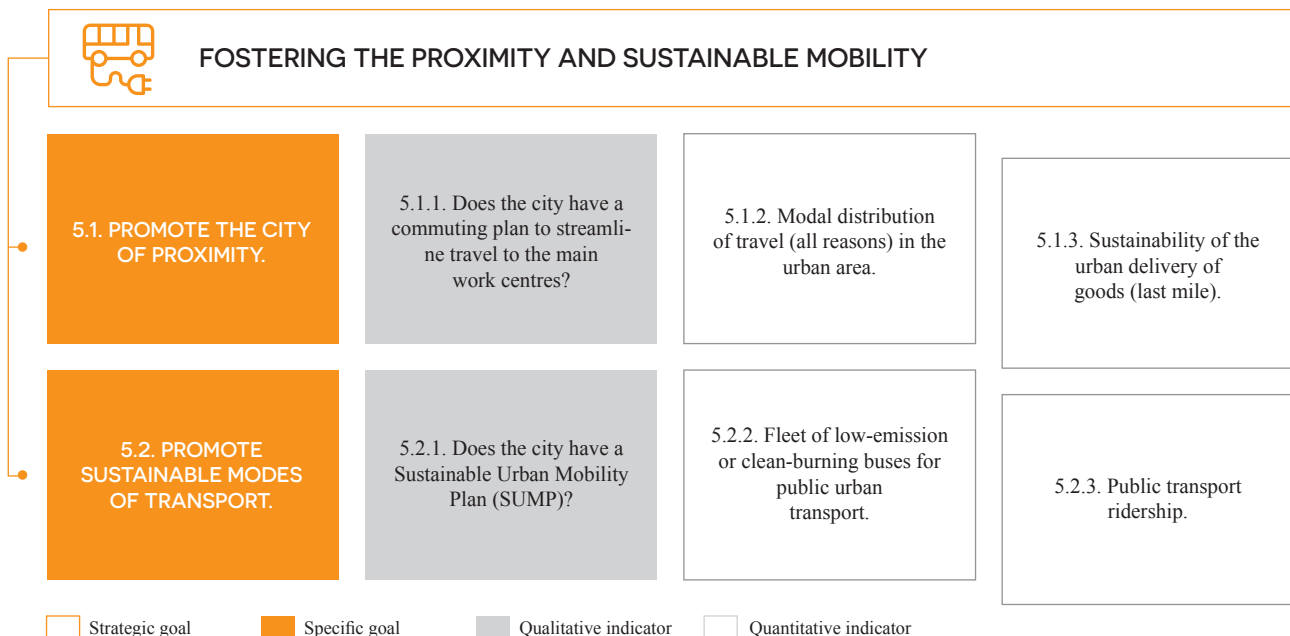 FOSTERING THE PROXIMITY AND SUSTAINABLE MOBILITY
5.1. PROMOTE THE CITY
OF PROXIMITY.
5.1.1. Does the city have a
commuting plan to streamli-
ne travel to the main
work centres?
5.1.2. Modal distribution
of travel (all reasons) in the
urban area.
5.1.3. Sustainability of the
urban delivery of
goods (last mile).
5.2. PROMOTE
SUSTAINABLE MODES
OF TRANSPORT.
5.2.1. Does the city have a
Sustainable Urban Mobility
Plan (SUMP)?
5.2.2. Fleet of low-emission
or clean-burning buses for
public urban
transport.
5.2.3. Public transport
ridership.
Strategic goal
Specific goal
Qualitative indicator
Quantitative indicator